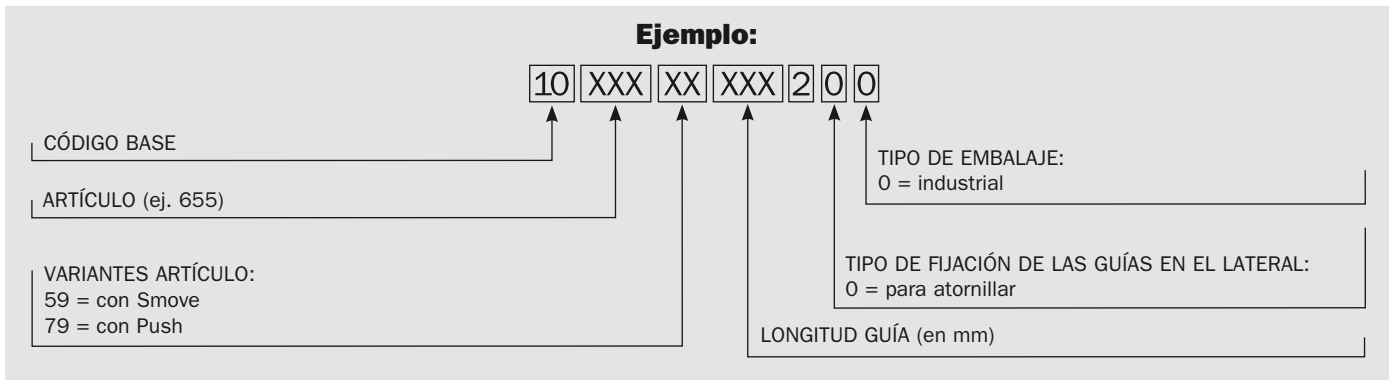 Ejemplo:
10 XXX XX XXX 2 0 0
CÓDIGO BASE
ARTÍCULO (ej. 655)
VARIANTES ARTÍCULO:
59 = con Smove
79 = con Push
TIPO DE EMBALAJE:
0 = industrial
TIPO DE FIJACIÓN DE LAS GUÍAS EN EL LATERAL:
0 = para atornillar
LONGITUD GUÍA (en mm)